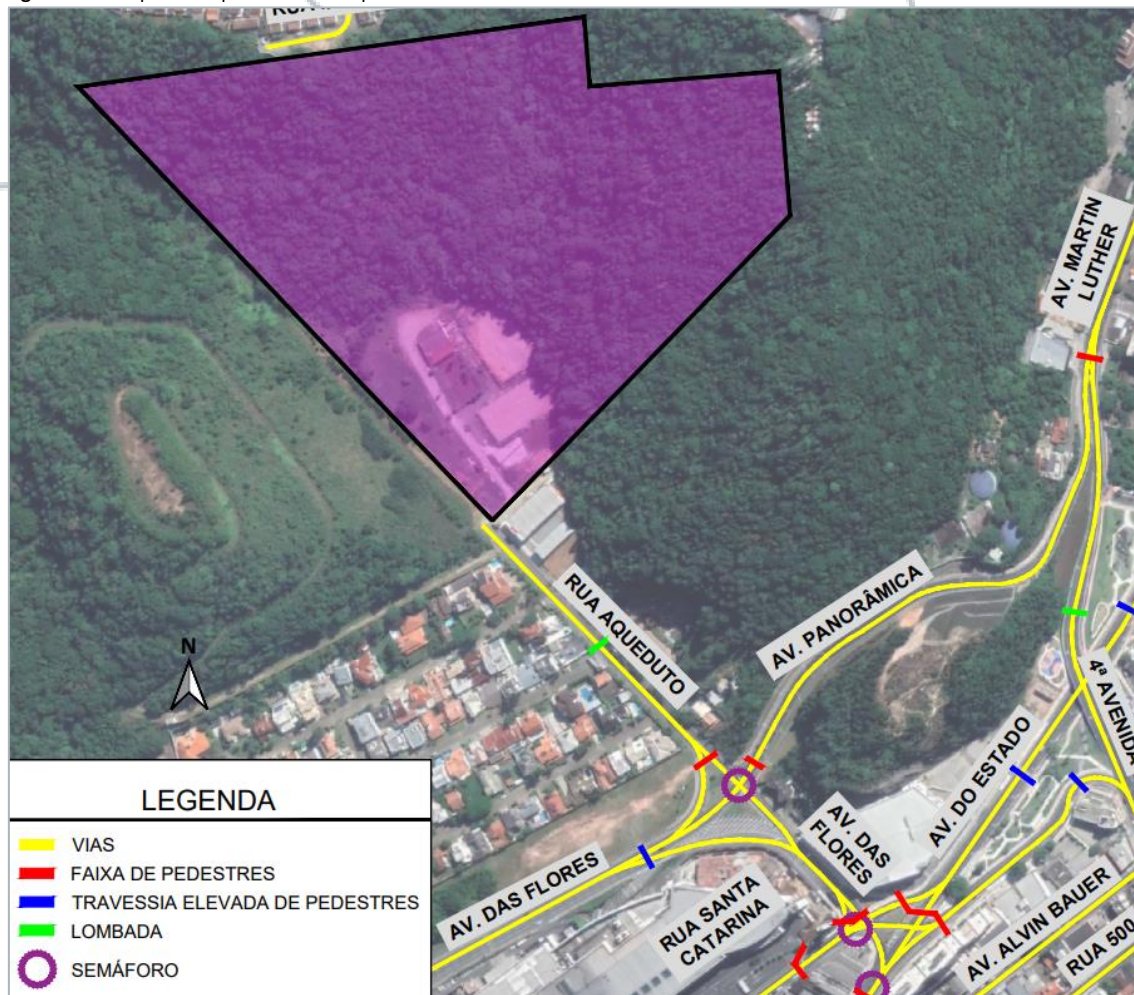 RUA
AV. MARTIN
LUTHER
RUA AQUEDUTO
AV. PANORÂMICA
N
4ª AVENIDA
AV. DO ESTADO
AV. DAS
FLORES
AV. DAS FLORES
RUA SANTA
CATARINA
AV. ALVIN BAUER
RUA 500
LEGENDA
VIAS
FAIXA DE PEDESTRES
TRAVESSIA ELEVADA DE PEDESTRES
LOMBADA
SEMÁFORO